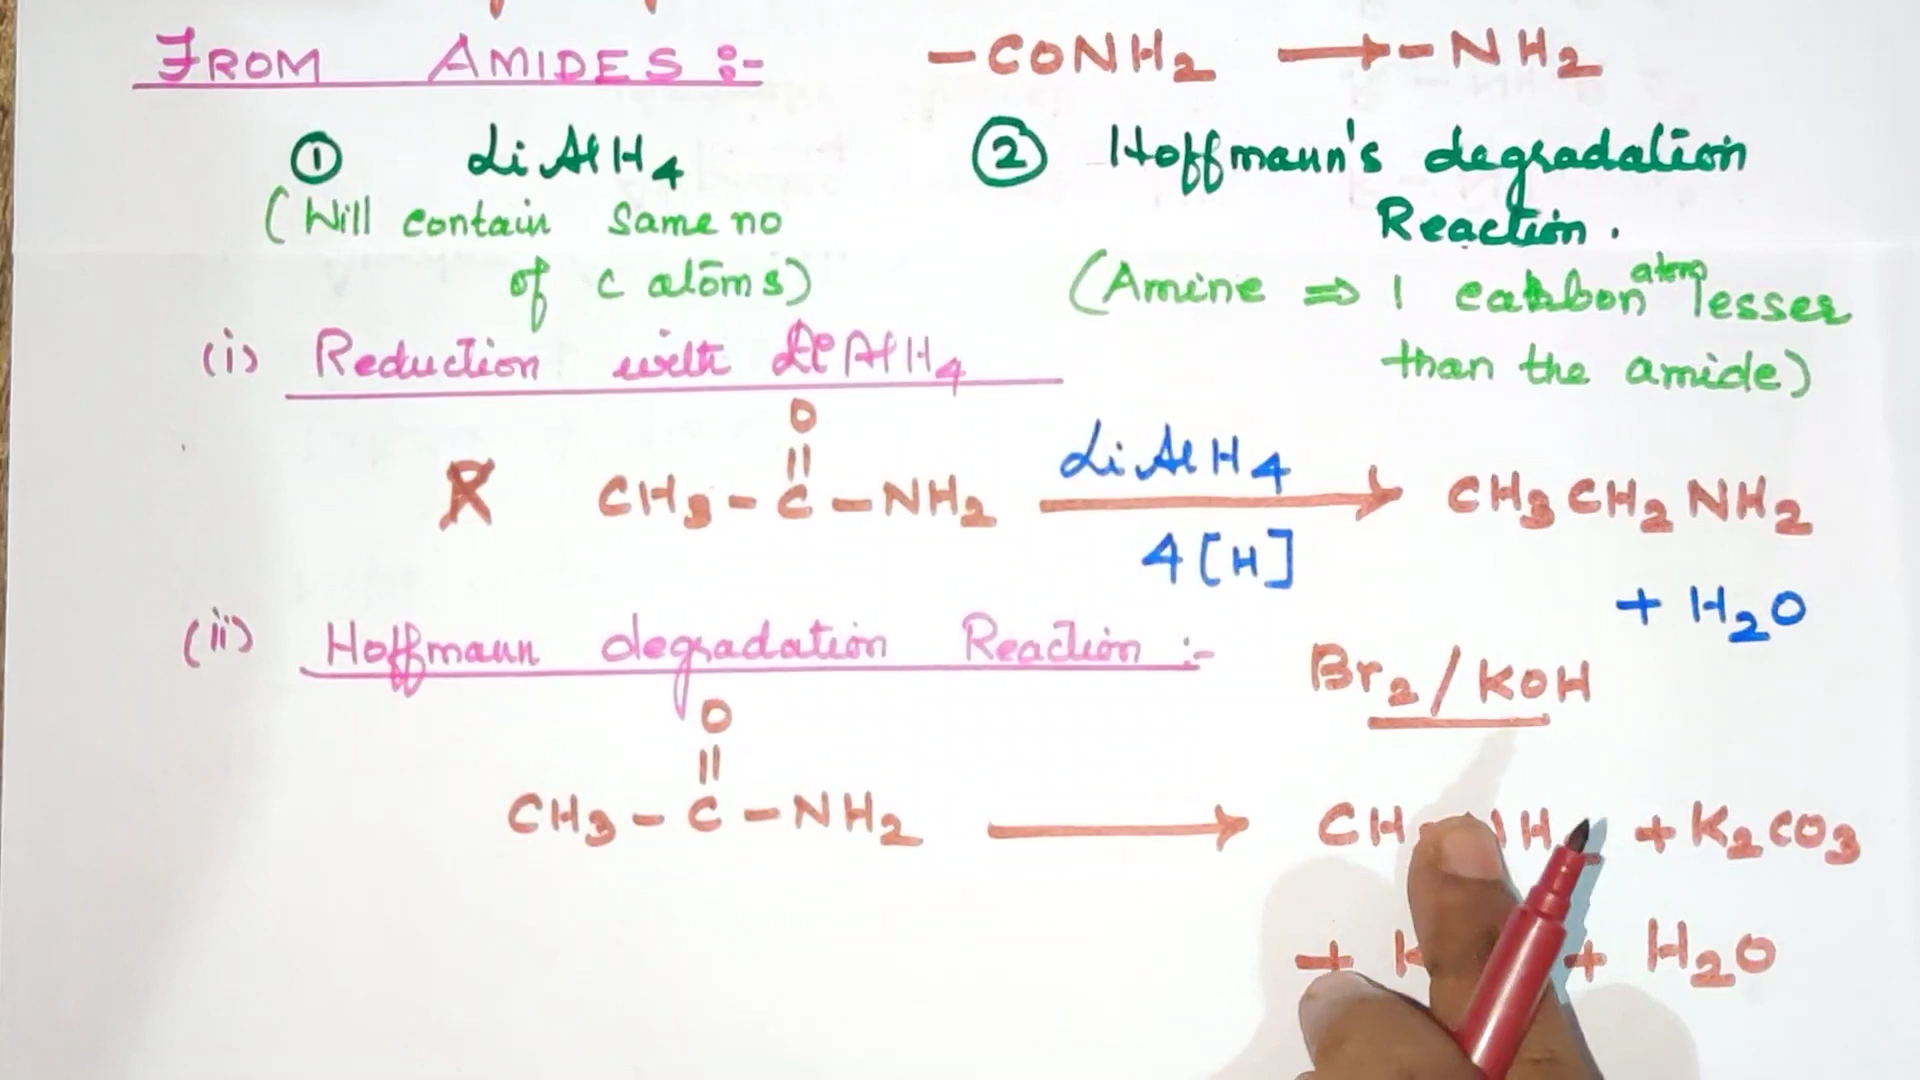 FROM AMIDES :-
-CONH2 → -NH2
① LiAlH4
(Will contain same no
of c atoms)
② Hoffmann's degradation
Reaction.
(Amine ⇒ 1 carbon atom lesser
than the amide)
(i) Reduction with LiAlH4
O
||
CH3 - C - NH2
LiAlH4
→
4[H]
CH3CH2NH2
+ H2O
(ii) Hoffmann degradation Reaction :-
Br2/KOH
O
||
CH3 - C - NH2 → CH + K2CO3
+ + H2O